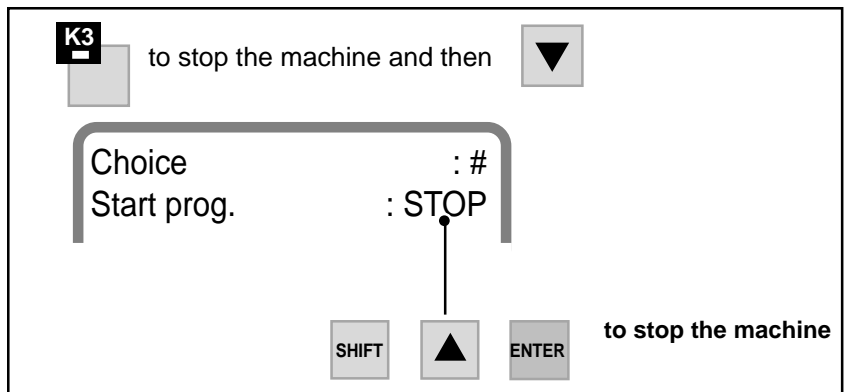 K3
to stop the machine and then ▼
Choice : #
Start prog. : STOP
SHIFT ▲ ENTER to stop the machine